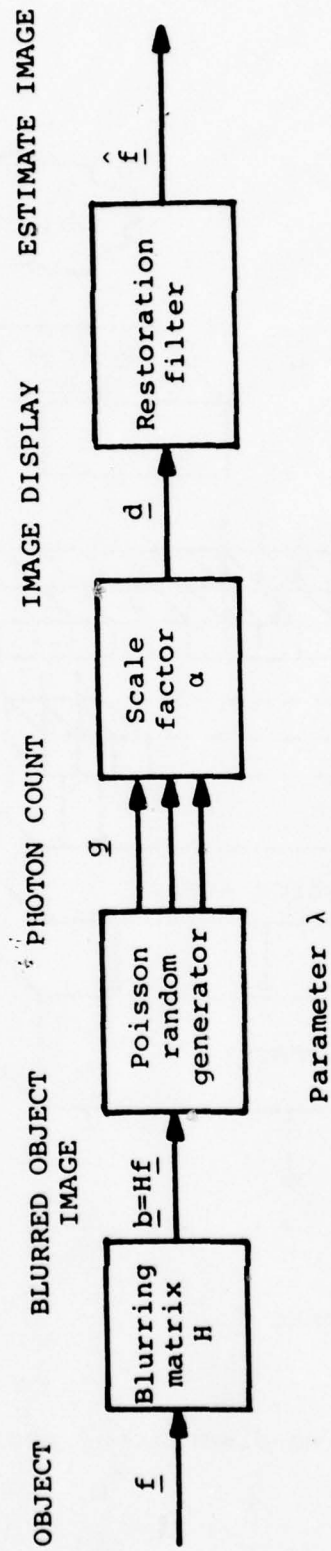 OBJECT
BLURRED OBJECT
IMAGE
PHOTON COUNT
IMAGE DISPLAY
ESTIMATE IMAGE
f
Blurring
matrix
H
b=Hf
Poisson
random
generator
g
Scale
factor
α
d
Restoration
filter
f̂
Parameter λ